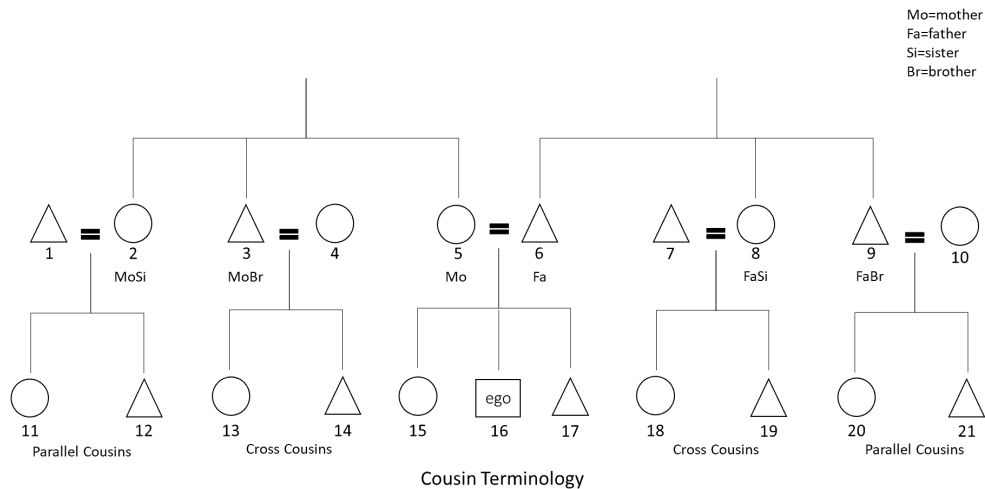 Mo=mother
Fa=father
Si=sister
Br=brother
1 2 3 4 5 6 7 8 9 10
MoSi MoBr Mo Fa FaSi FaBr
ego
11 12 13 14 15 16 17 18 19 20 21
Parallel Cousins Cross Cousins Cross Cousins Parallel Cousins
Cousin Terminology